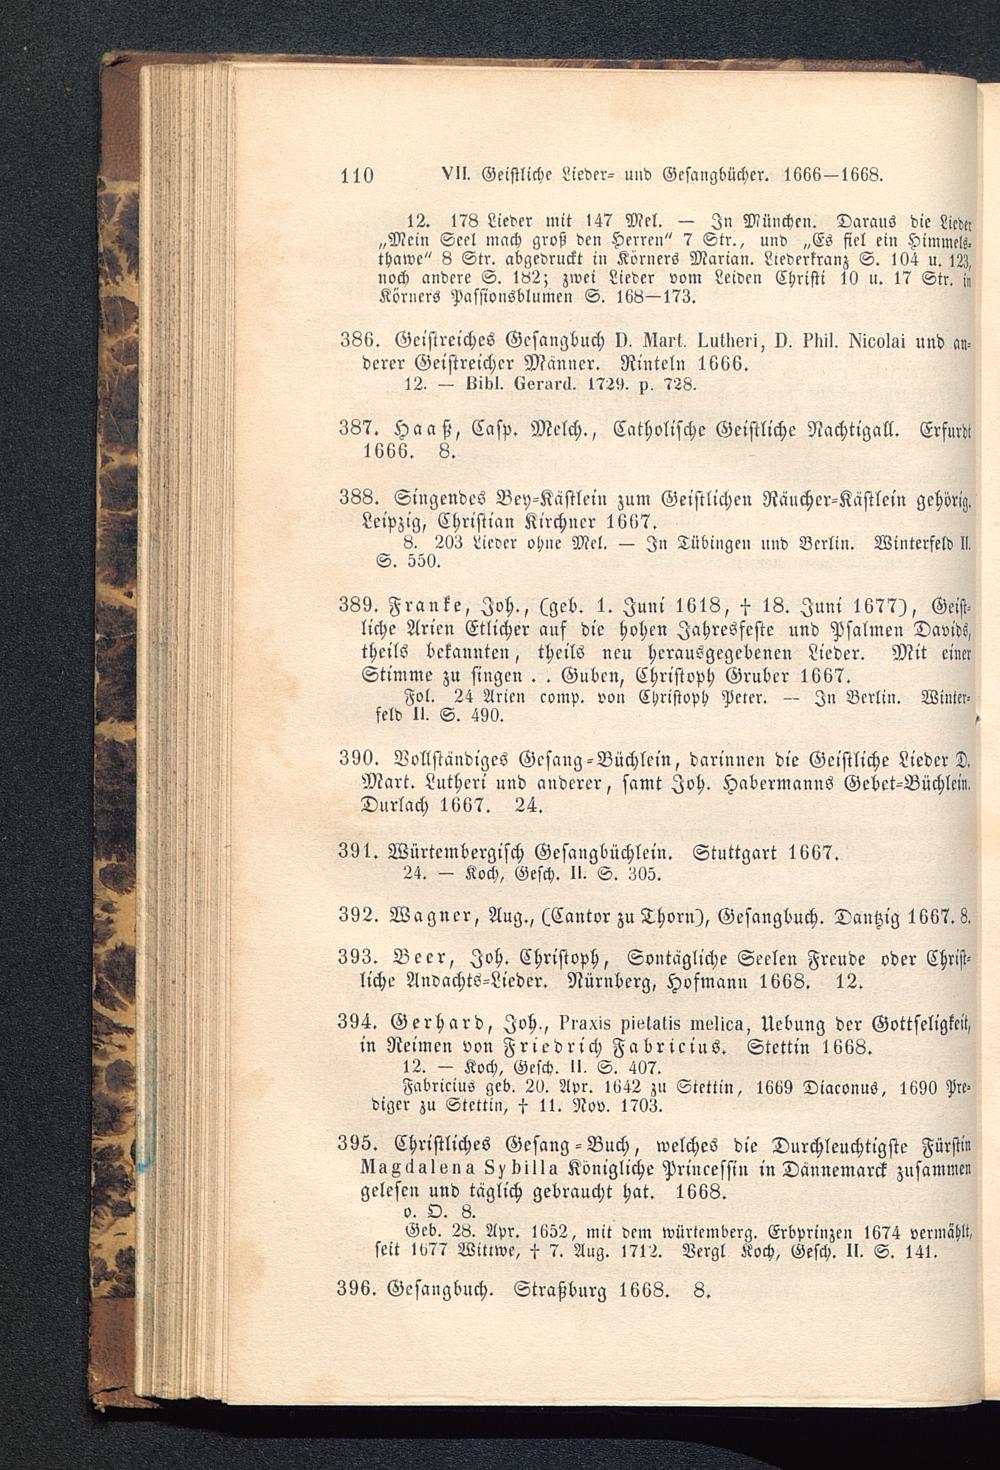 110 VII. Geistliche Lieder- und Gesangbücher. 1666—1668.
12. 178 Lieder mit 147 Mel. — In München. Daraus die Lieder
„Mein Seel mach groß den Herren“ 7 Str., und „Es fiel ein Himmels-
thawe“ 8 Str. abgedruckt in Körners Marian. Liederkranz S. 104 u. 123,
noch andere S. 182; zwei Lieder vom Leiden Christi 10 u. 17 Str. in
Körners Passionsblumen S. 168—173.
386. Geistreiches Gesangbuch D. Mart. Lutheri, D. Phil. Nicolai und an-
derer Geistreicher Männer. Rinteln 1666.
12. — Bibl. Gerard. 1729. p. 728.
387. Haaß, Casp. Melch., Catholische Geistliche Nachtigall. Erfurdt
1666. 8.
388. Singendes Bey-Kästlein zum Geistlichen Räucher-Kästlein gehörig.
Leipzig, Christian Kirchner 1667.
8. 203 Lieder ohne Mel. — In Tübingen und Berlin. Winterfeld II.
S. 550.
389. Franke, Joh., (geb. 1. Juni 1618, † 18. Juni 1677), Geist-
liche Arien Etlicher auf die hohen Jahresfeste und Psalmen Davids,
theils bekannten, theils neu herausgegebenen Lieder. Mit einer
Stimme zu singen . . Guben, Christoph Gruber 1667.
Fol. 24 Arien comp. von Christoph Peter. — In Berlin. Winter-
feld II. S. 490.
390. Vollständiges Gesang-Büchlein, darinnen die Geistliche Lieder D.
Mart. Lutheri und anderer, samt Joh. Habermanns Gebet-Büchlein.
Durlach 1667. 24.
391. Würtembergisch Gesangbüchlein. Stuttgart 1667.
24. — Koch, Gesch. II. S. 305.
392. Wagner, Aug., (Cantor zu Thorn), Gesangbuch. Dantzig 1667. 8.
393. Beer, Joh. Christoph, Sontägliche Seelen Freude oder Christ-
liche Andachts-Lieder. Nürnberg, Hofmann 1668. 12.
394. Gerhard, Joh., Praxis pietatis melica, Uebung der Gottseligkeit,
in Reimen von Friedrich Fabricius. Stettin 1668.
12. — Koch, Gesch. II. S. 407.
Fabricius geb. 20. Apr. 1642 zu Stettin, 1669 Diaconus, 1690 Pre-
diger zu Stettin, † 11. Nov. 1703.
395. Christliches Gesang-Buch, welches die Durchleuchtigste Fürstin
Magdalena Sybilla Königliche Princessin in Dännemarck zusammen
gelesen und täglich gebraucht hat. 1668.
o. O. 8.
Geb. 28. Apr. 1652, mit dem würtemberg. Erbprinzen 1674 vermählt,
seit 1677 Wittwe, † 7. Aug. 1712. Vergl Koch, Gesch. II. S. 141.
396. Gesangbuch. Straßburg 1668. 8.